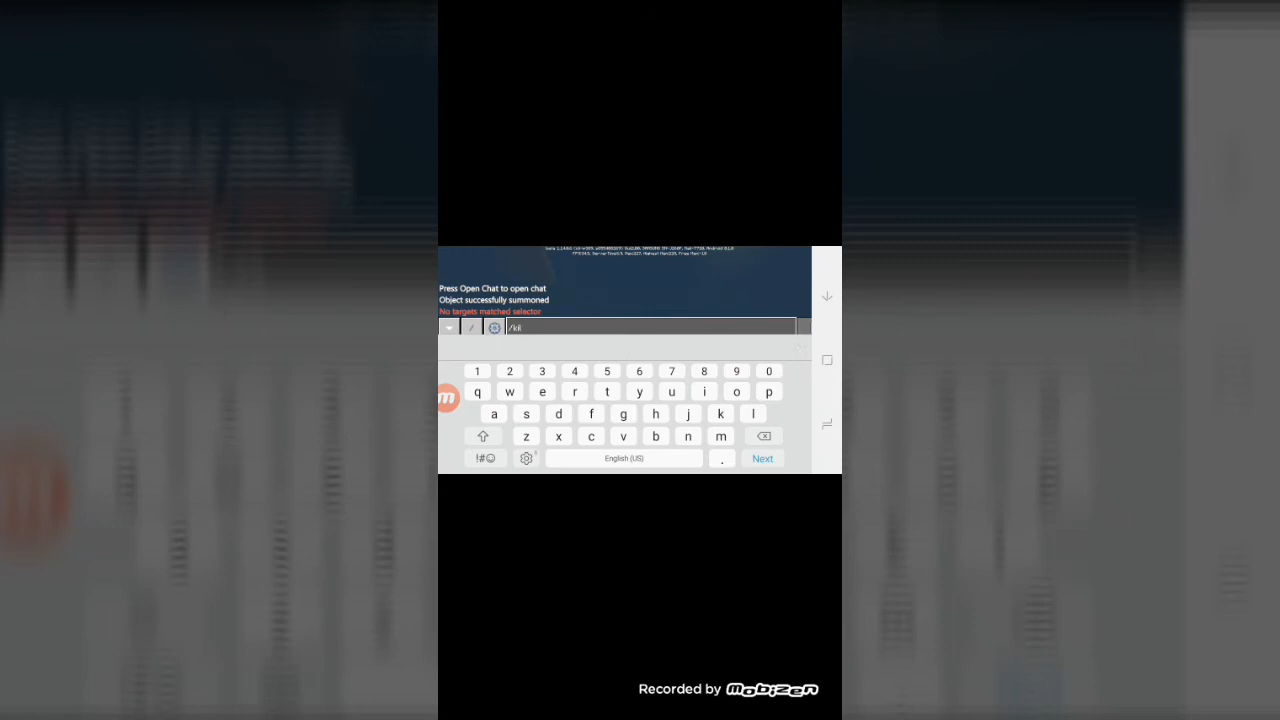 Press Open Chat to open chat
Object successfully summoned
No targets matched selector
/ /kil
1 2 3 4 5 6 7 8 9 0
q w e r t y u i o p
m a s d f g h j k l
z x c v b n m
!#☺ English (US) . Next
Recorded by Mobizen